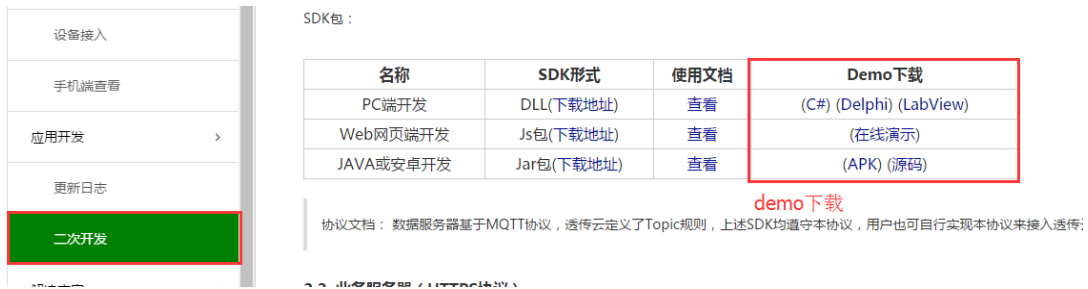 设备接入
手机端查看
应用开发
更新日志
二次开发
SDK包：
名称 SDK形式 使用文档 Demo下载
PC端开发 DLL(下载地址) 查看 (C#) (Delphi) (LabView)
Web网页端开发 Js包(下载地址) 查看 (在线演示)
JAVA或安卓开发 Jar包(下载地址) 查看 (APK) (源码)
demo下载
协议文档： 数据服务器基于MQTT协议，透传云定义了Topic规则，上述SDK均遵守本协议，用户也可自行实现本协议来接入透传